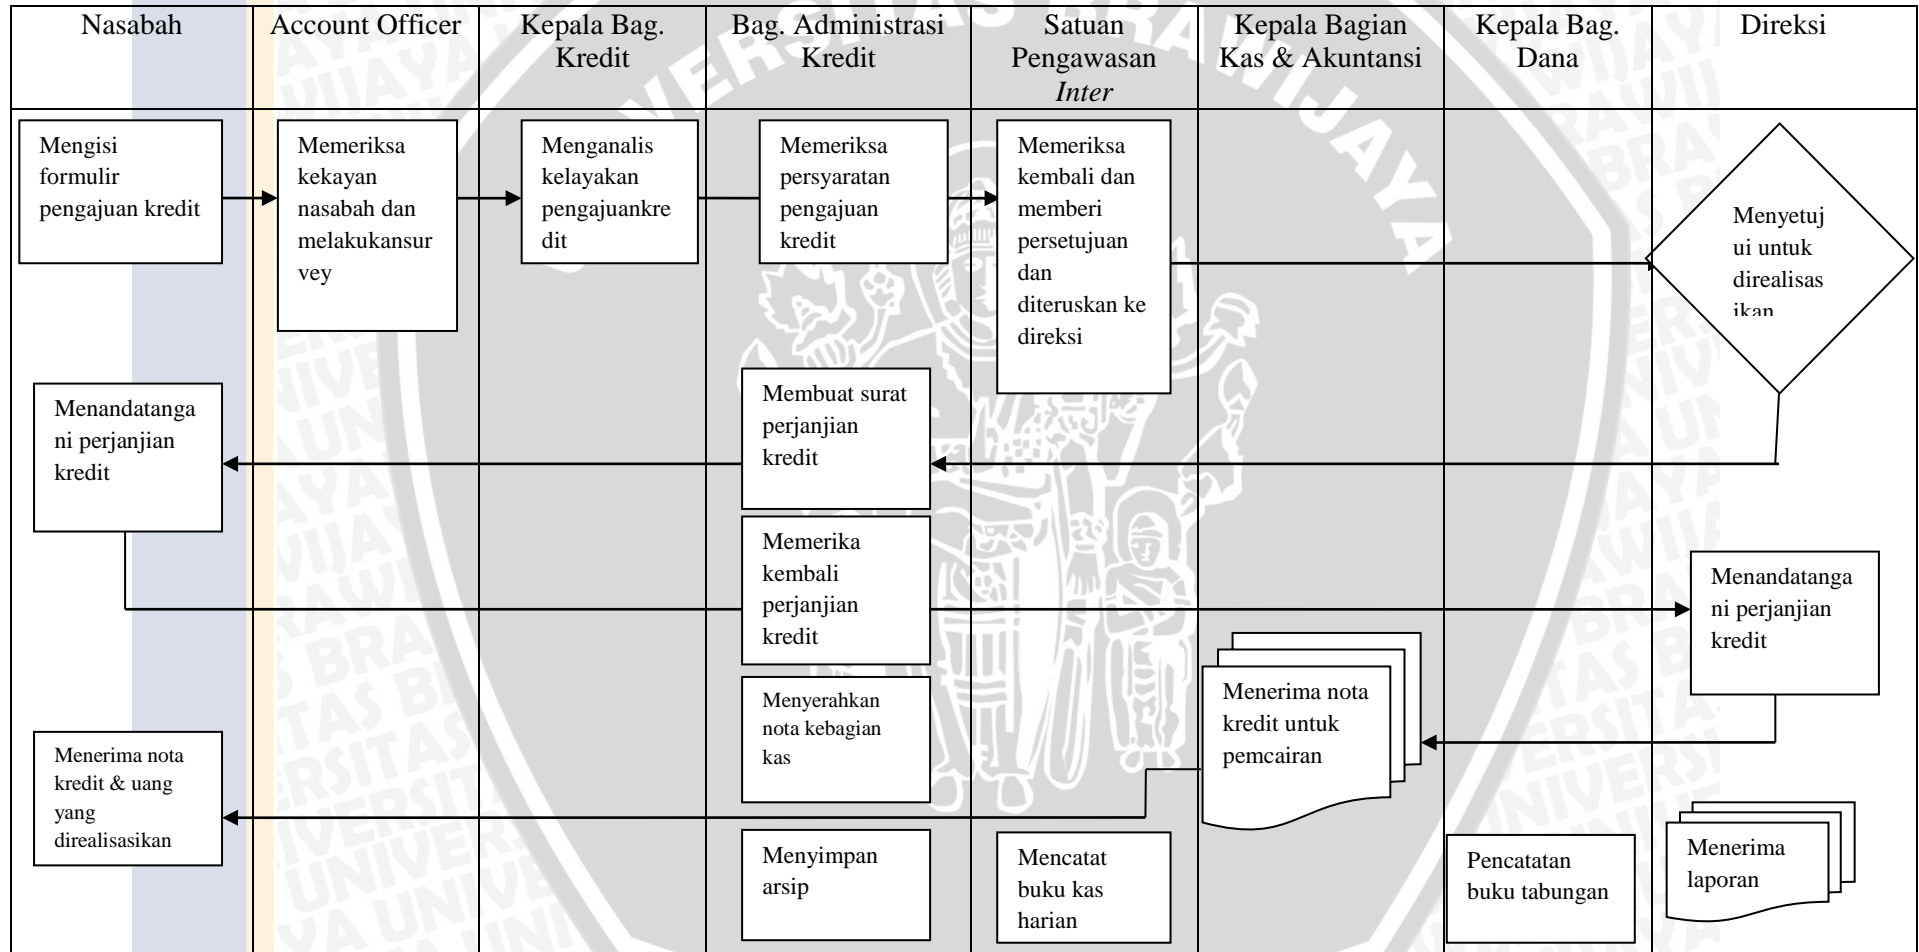 Nasabah
Account Officer
Kepala Bag.
Kredit
Bag. Administrasi
Kredit
Satuan
Pengawasan
Inter
Kepala Bagian
Kas & Akuntansi
Kepala Bag.
Dana
Direksi
Mengisi
formulir
pengajuan kredit
Memeriksa
kekayan
nasabah dan
melakukansur
vey
Menganalis
kelayakan
pengajuankre
dit
Memeriksa
persyaratan
pengajuan
kredit
Memeriksa
kembali dan
memberi
persetujuan
dan
diteruskan ke
direksi
Menyetuj
ui untuk
direalisas
ikan
Menandatanga
ni perjanjian
kredit
Membuat surat
perjanjian
kredit
Memerika
kembali
perjanjian
kredit
Menandatanga
ni perjanjian
kredit
Menyerahkan
nota kebagian
kas
Menerima nota
kredit untuk
pemcairan
Menerima nota
kredit & uang
yang
direalisasikan
Menyimpan
arsip
Mencatat
buku kas
harian
Pencatatan
buku tabungan
Menerima
laporan